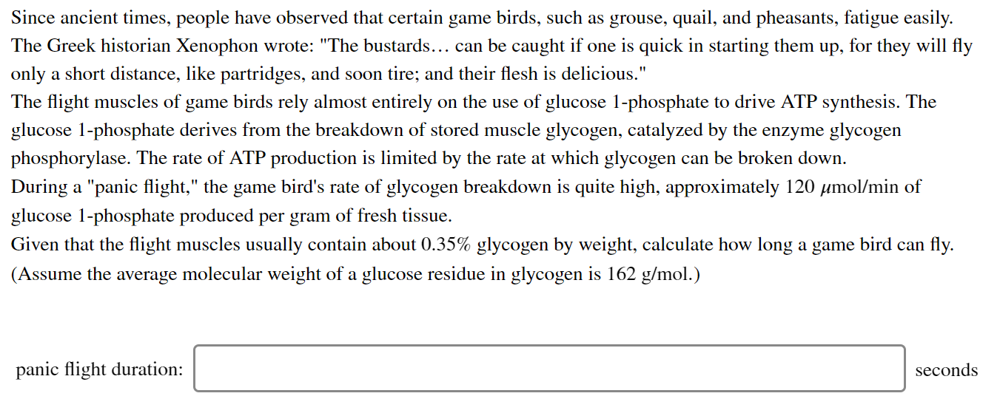 Since ancient times, people have observed that certain game birds, such as grouse, quail, and pheasants, fatigue easily.
The Greek historian Xenophon wrote: "The bustards… can be caught if one is quick in starting them up, for they will fly
only a short distance, like partridges, and soon tire; and their flesh is delicious."
The flight muscles of game birds rely almost entirely on the use of glucose 1-phosphate to drive ATP synthesis. The
glucose 1-phosphate derives from the breakdown of stored muscle glycogen, catalyzed by the enzyme glycogen
phosphorylase. The rate of ATP production is limited by the rate at which glycogen can be broken down.
During a "panic flight," the game bird's rate of glycogen breakdown is quite high, approximately 120 μmol/min of
glucose 1-phosphate produced per gram of fresh tissue.
Given that the flight muscles usually contain about 0.35% glycogen by weight, calculate how long a game bird can fly.
(Assume the average molecular weight of a glucose residue in glycogen is 162 g/mol.)
panic flight duration: seconds